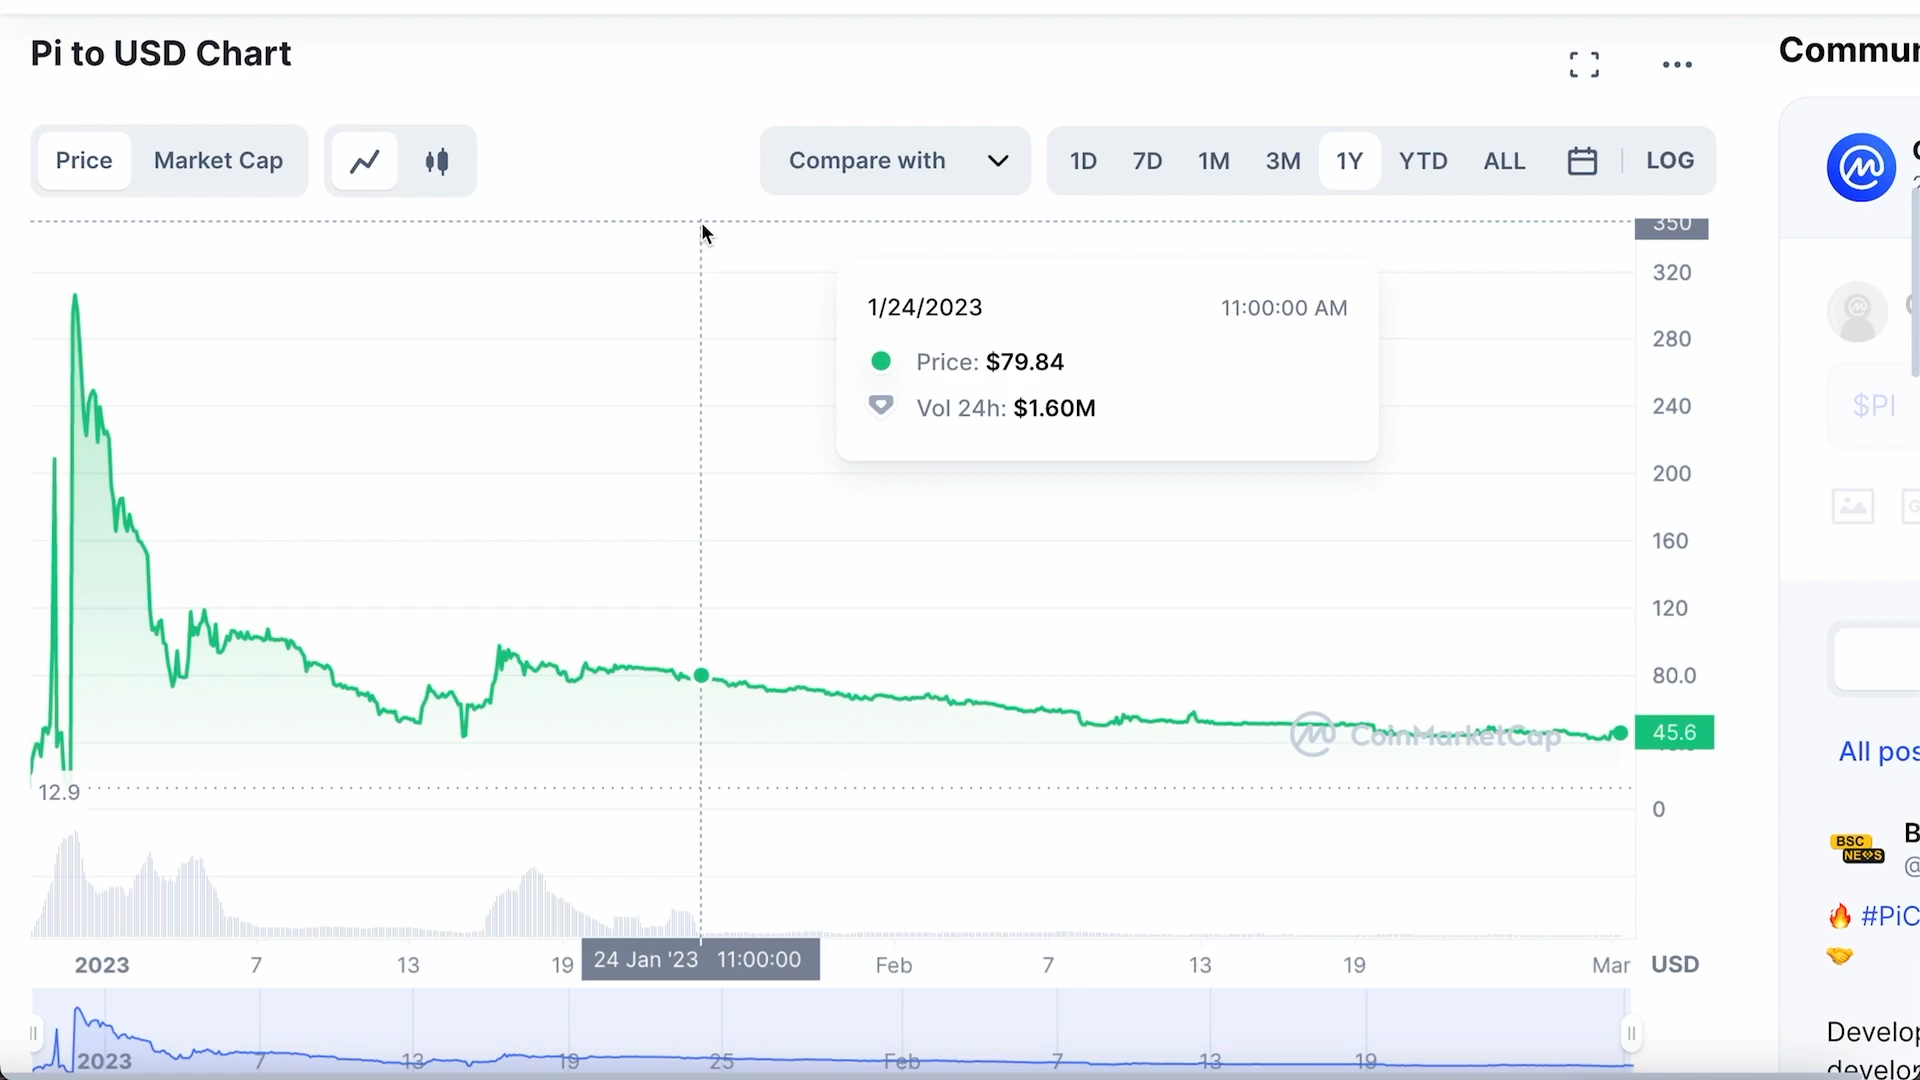 Pi to USD Chart
Commun
Price
Market Cap
Compare with
1D
7D
1M
3M
1Y
YTD
ALL
LOG
350
320
280
240
200
160
120
80.0
45.6
0
1/24/2023
11:00:00 AM
Price: $79.84
Vol 24h: $1.60M
$PI
CoinMarketCap
12.9
All pos
BSC
NEWS
B
@
#PiC
2023
7
13
19
24 Jan '23 11:00:00
Feb
7
13
19
Mar
USD
2023
7
13
19
25
Feb
7
13
19
Develop
develop